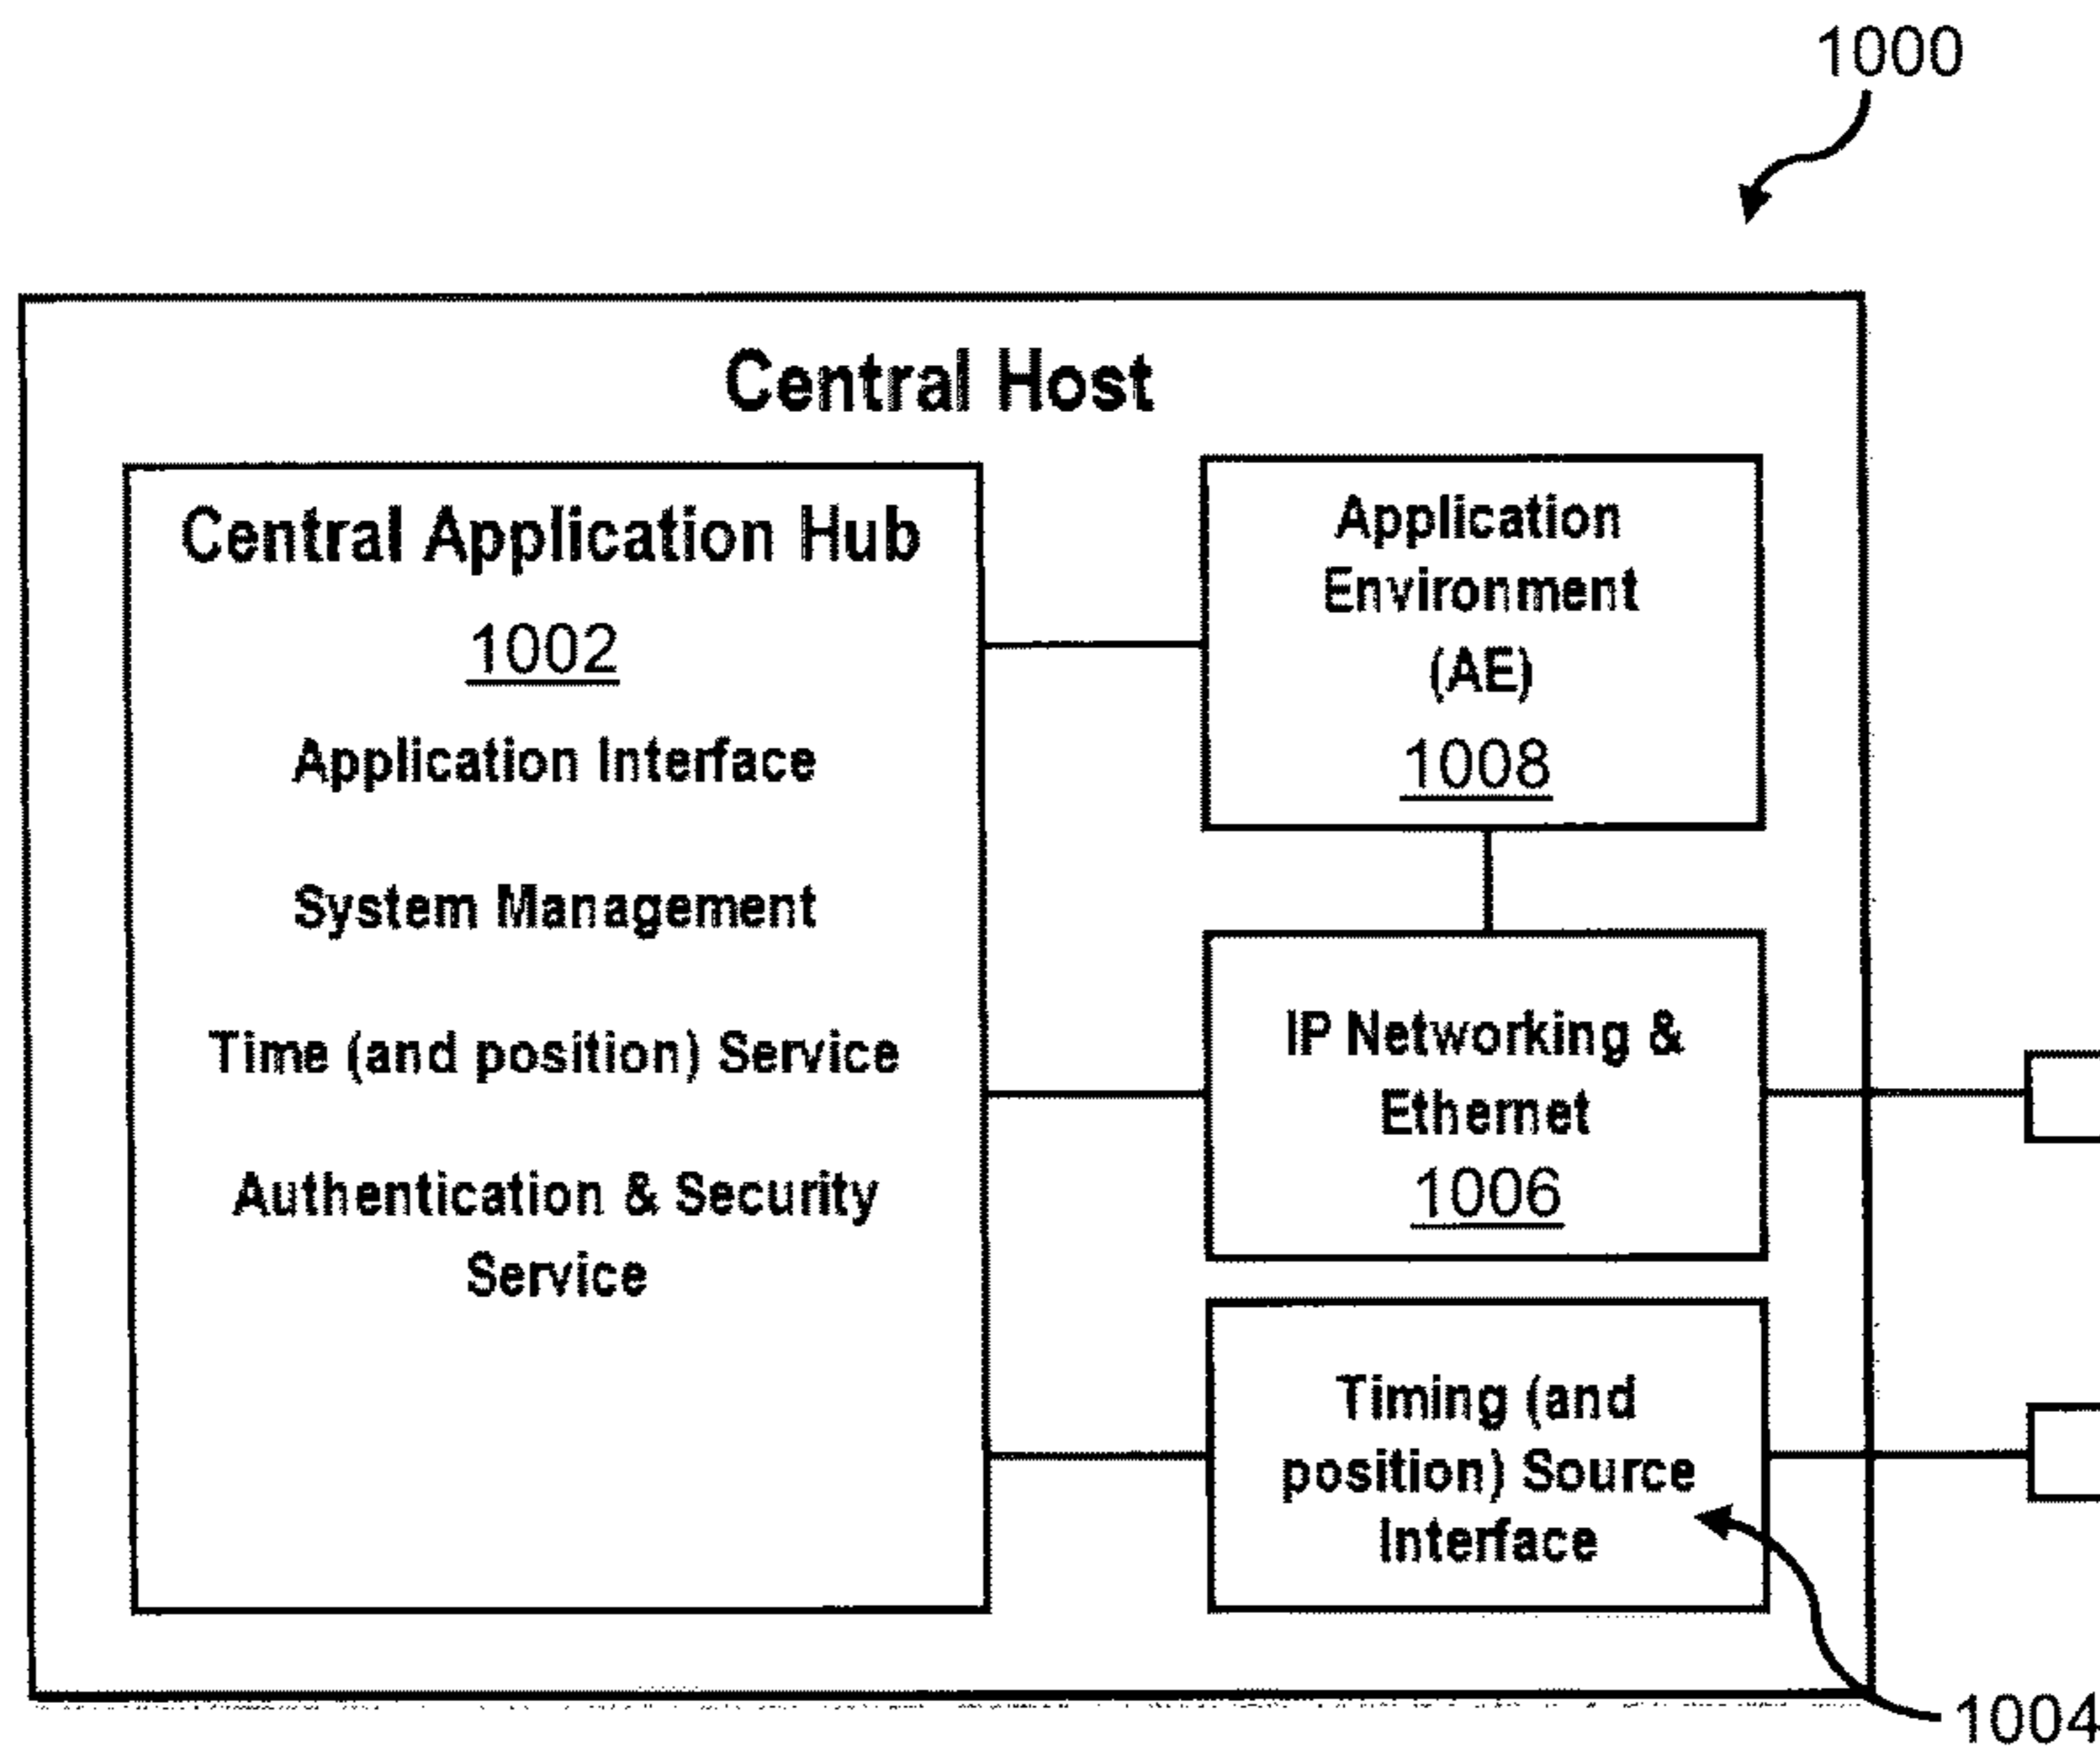 1000
Central Host
Central Application Hub
1002
Application Interface
System Management
Time (and position) Service
Authentication & Security
Service
Application
Environment
(AE)
1008
IP Networking &
Ethernet
1006
Timing (and
position) Source
Interface
1004